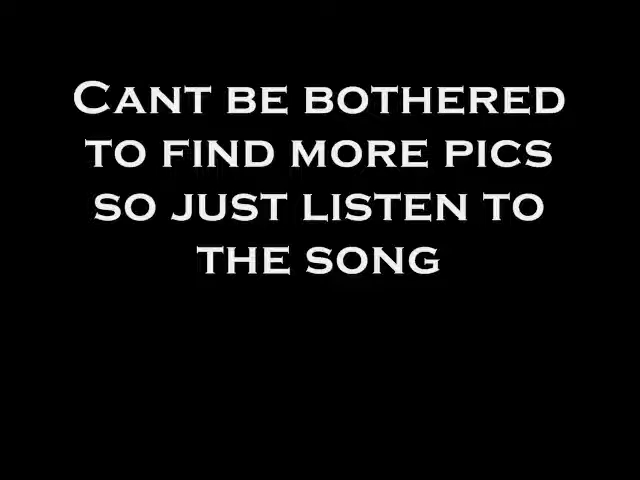 Cant be bothered
to find more pics
so just listen to
the song